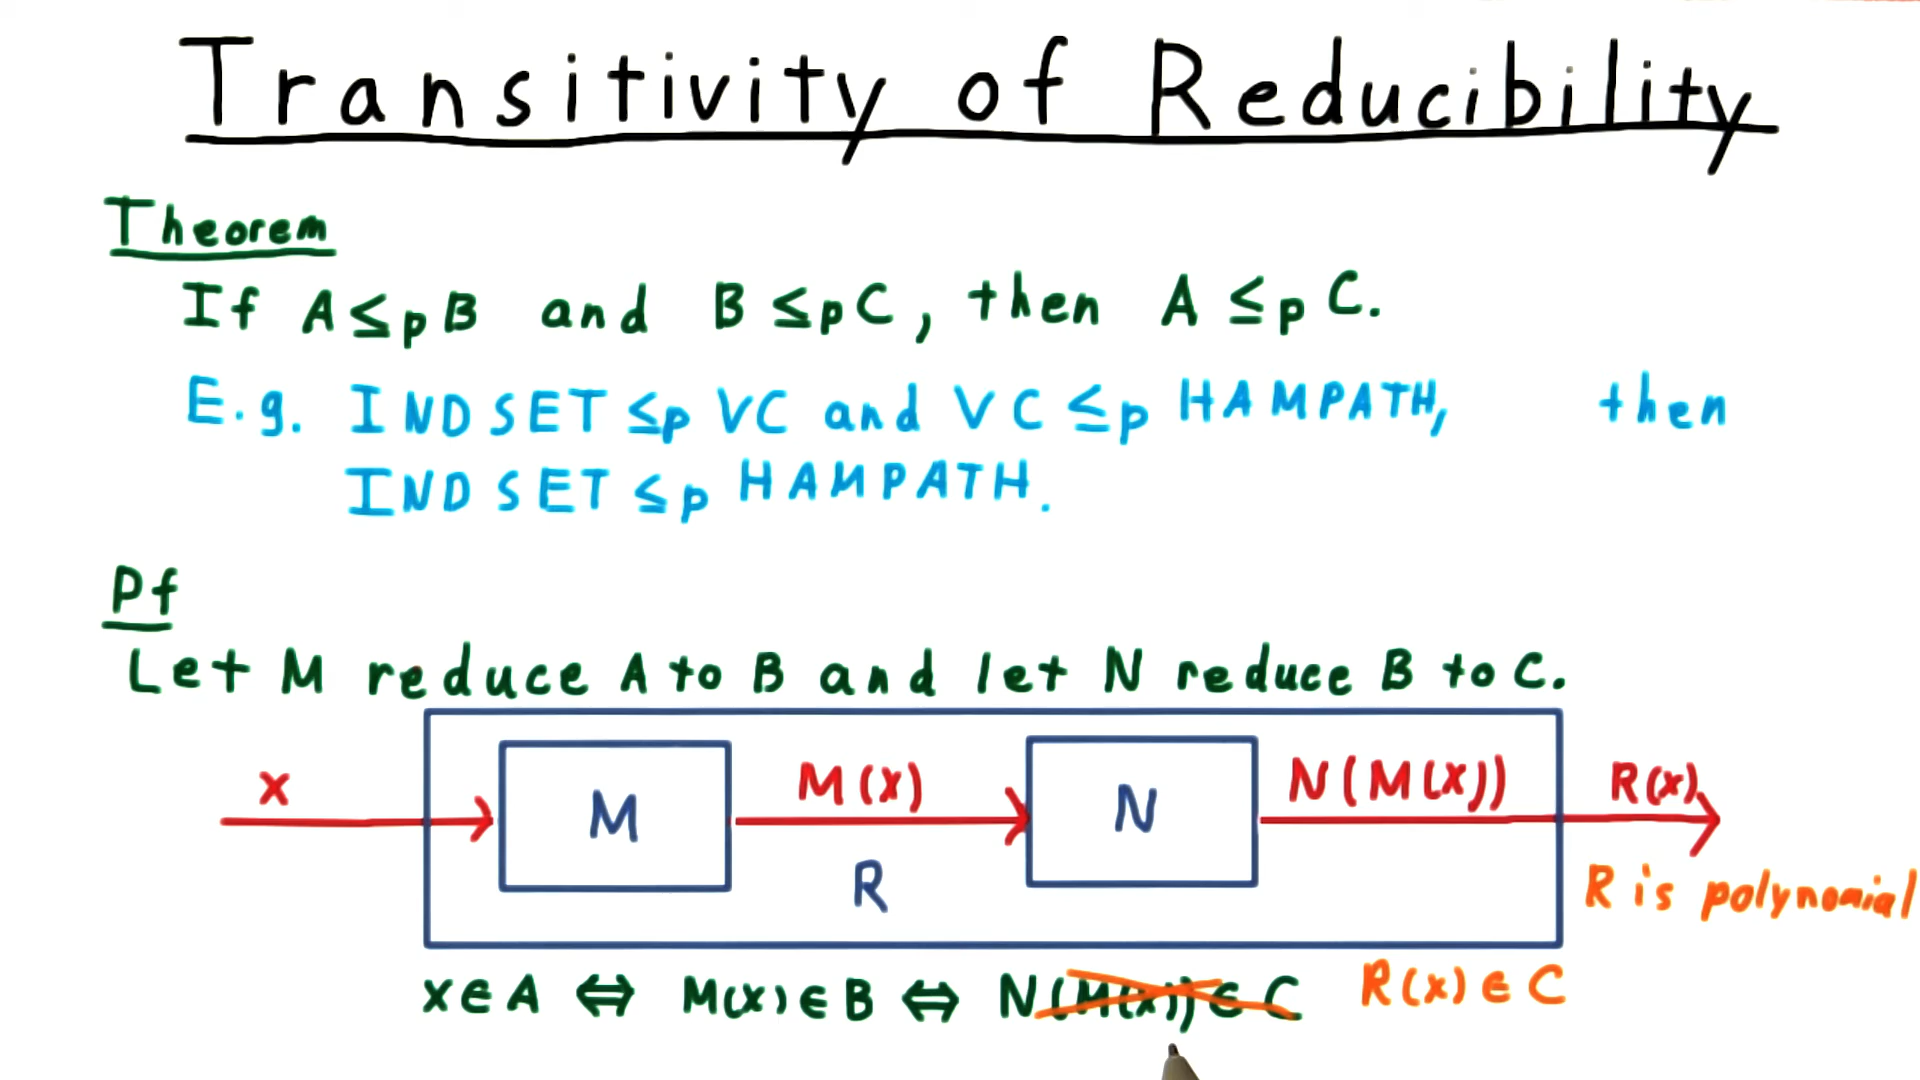 Transitivity of Reducibility
Theorem
If A ≤p B and B ≤p C, then A ≤p C.
E.g. INDSET ≤p VC and VC ≤p HAMPATH, then
INDSET ≤p HAMPATH.
Pf
Let M reduce A to B and let N reduce B to C.
x M M(x) N N(M(x)) R(x)
R R is polynomial
x ∈ A ⇔ M(x) ∈ B ⇔ N(M(x)) ∈ C R(x) ∈ C